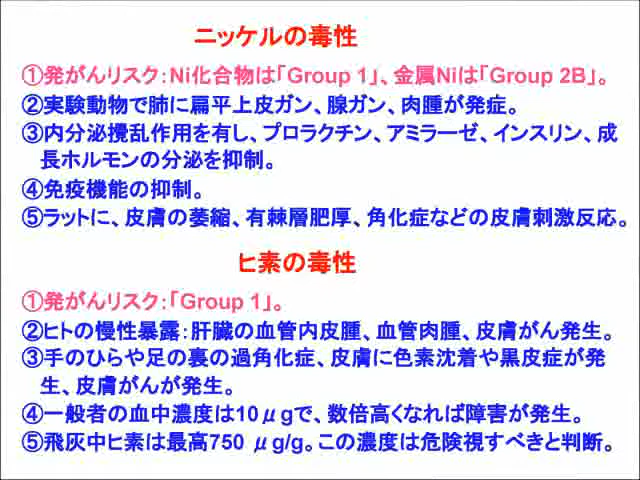 ニッケルの毒性
①発がんリスク：Ni化合物は「Group 1」、金属Niは「Group 2B」。
②実験動物で肺に扁平上皮ガン、腺ガン、肉腫が発症。
③内分泌攪乱作用を有し、プロラクチン、アミラーゼ、インスリン、成
長ホルモンの分泌を抑制。
④免疫機能の抑制。
⑤ラットに、皮膚の萎縮、有棘層肥厚、角化症などの皮膚刺激反応。
ヒ素の毒性
①発がんリスク：「Group 1」。
②ヒトの慢性暴露：肝臓の血管内皮腫、血管肉腫、皮膚がん発生。
③手のひらや足の裏の過角化症、皮膚に色素沈着や黒皮症が発
生、皮膚がんが発生。
④一般者の血中濃度は10μgで、数倍高くなれば障害が発生。
⑤飛灰中ヒ素は最高750 μg/g。この濃度は危険視すべきと判断。